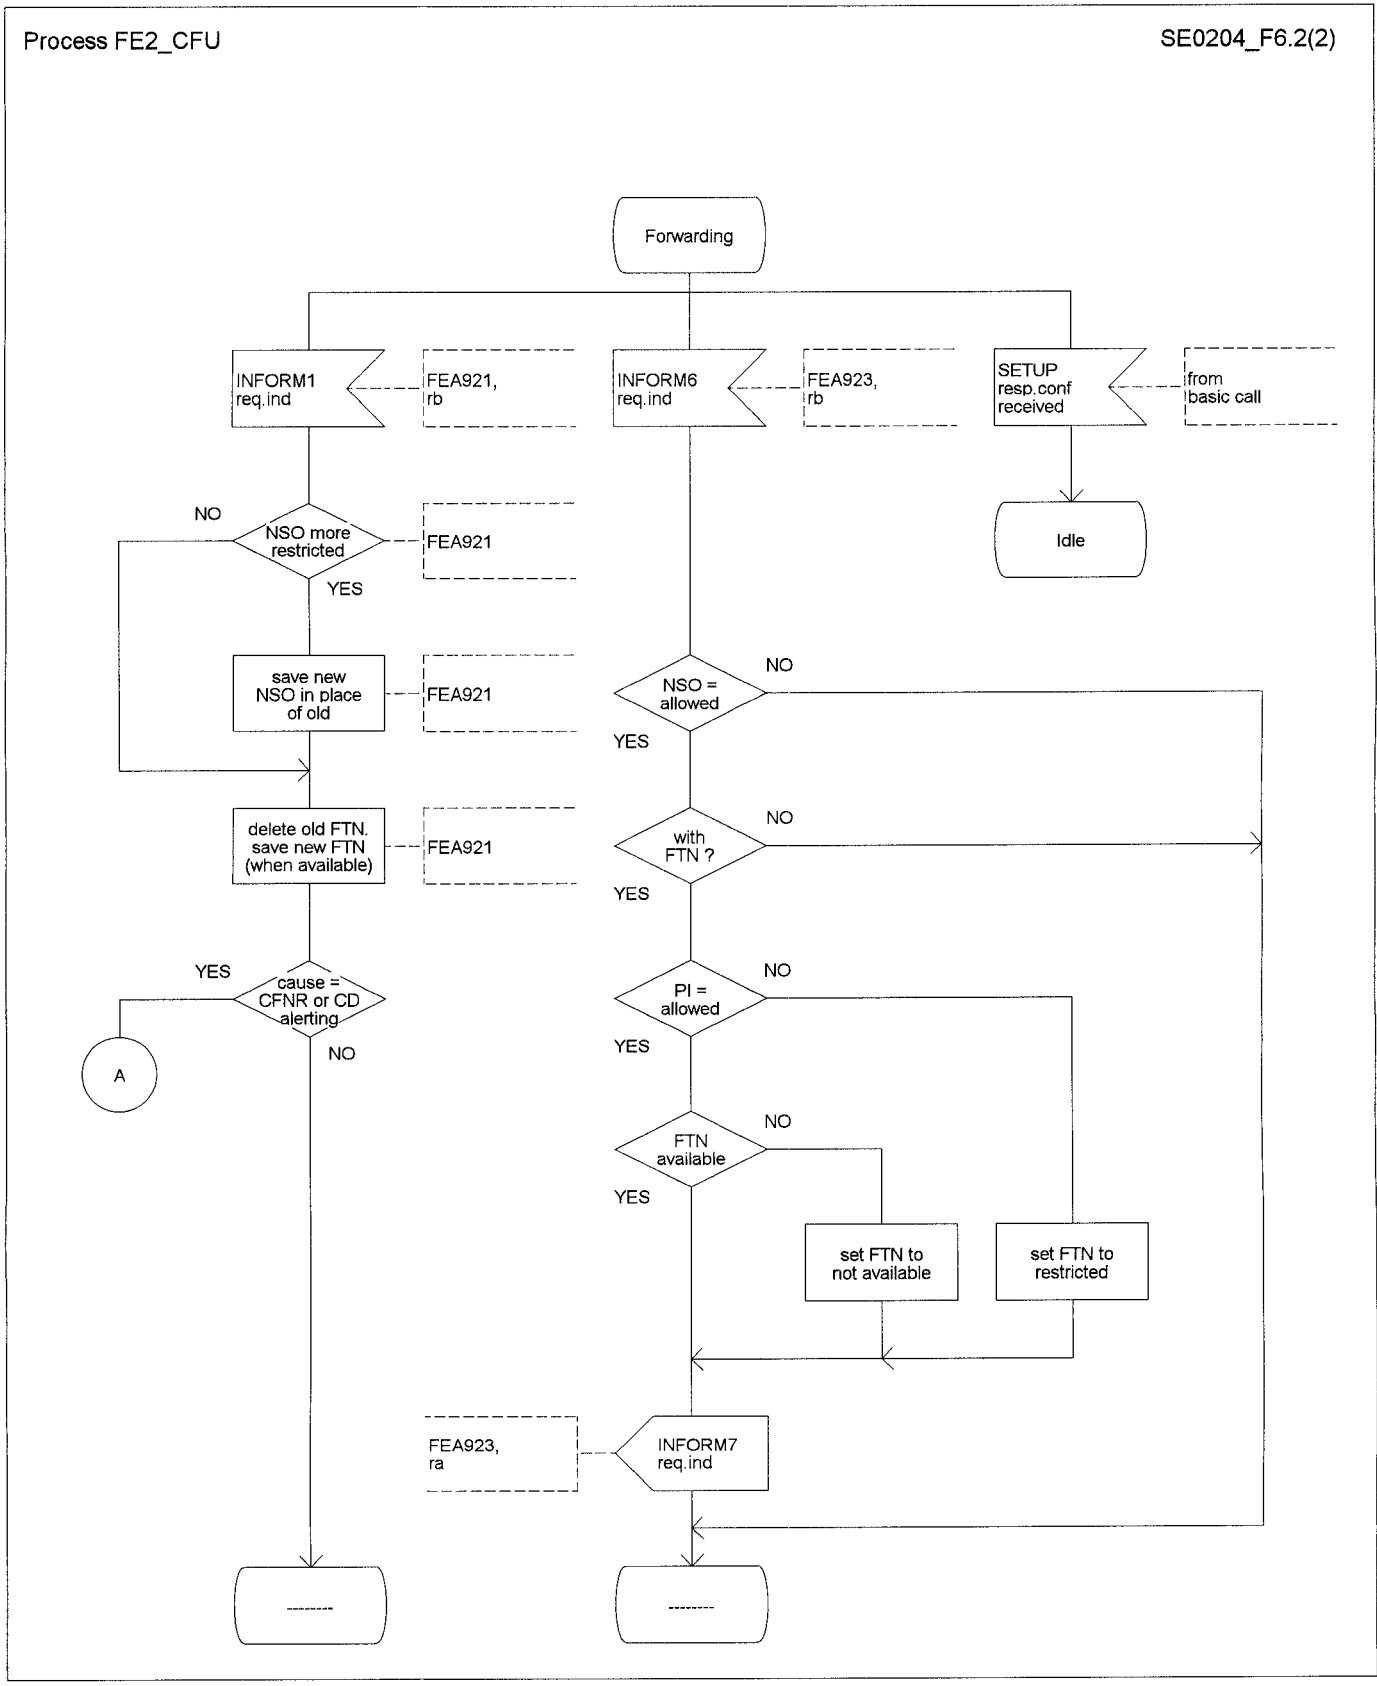 Process FE2_CFU
SE0204_F6.2(2)
Forwarding
INFORM1
req.ind
FEA921,
rb
INFORM6
req.ind
FEA923,
rb
SETUP
resp.conf
received
from
basic call
NO
NSO more
restricted
FEA921
YES
Idle
save new
NSO in place
of old
FEA921
NSO =
allowed
NO
YES
delete old FTN.
save new FTN
(when available)
FEA921
with
FTN ?
NO
YES
YES
cause =
CFNR or CD
alerting
NO
A
PI =
allowed
NO
YES
FTN
available
NO
YES
set FTN to
not available
set FTN to
restricted
FEA923,
ra
INFORM7
req.ind
--------
--------